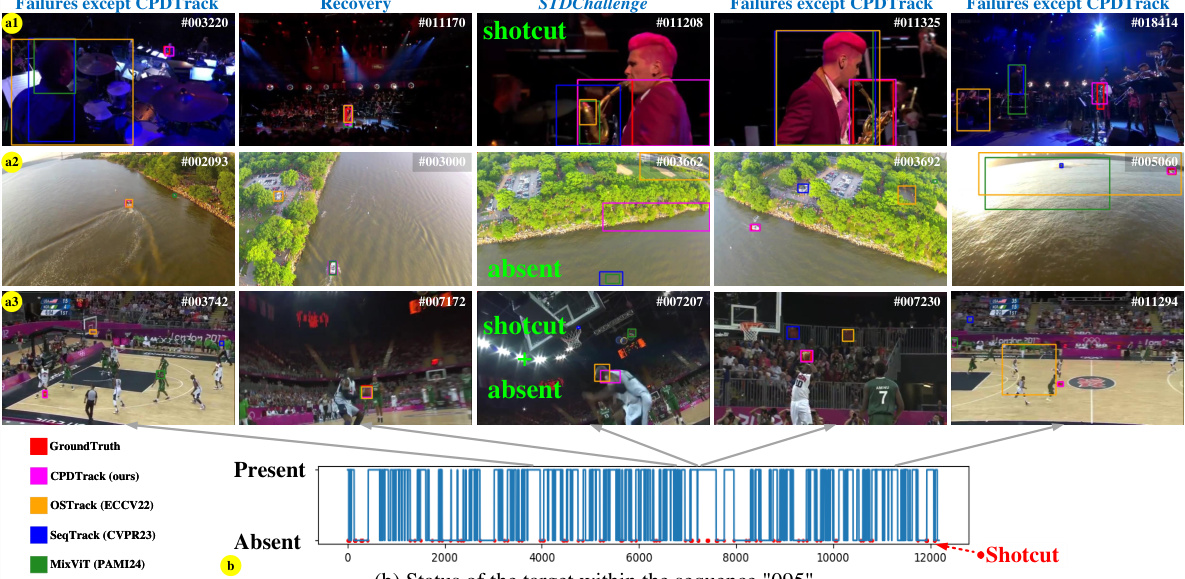 Failures except CPDTrack
Recovery
STDChallenge
Failures except CPDTrack
Failures except CPDTrack
a1
#003220
#011170
shotcut
#011208
#011325
#018414
a2
#002093
#003000
#003662
absent
#003692
#005060
a3
#003742
#007172
#007207
shotcut
+
absent
#007230
7
#011294
GroundTruth
CPDTrack (ours)
OSTrack (ECCV22)
SeqTrack (CVPR23)
MixViT (PAMI24)
Present
Absent
0 2000 4000 6000 8000 10000 12000
Shotcut
b
(b) Status of the target within the sequence "995"